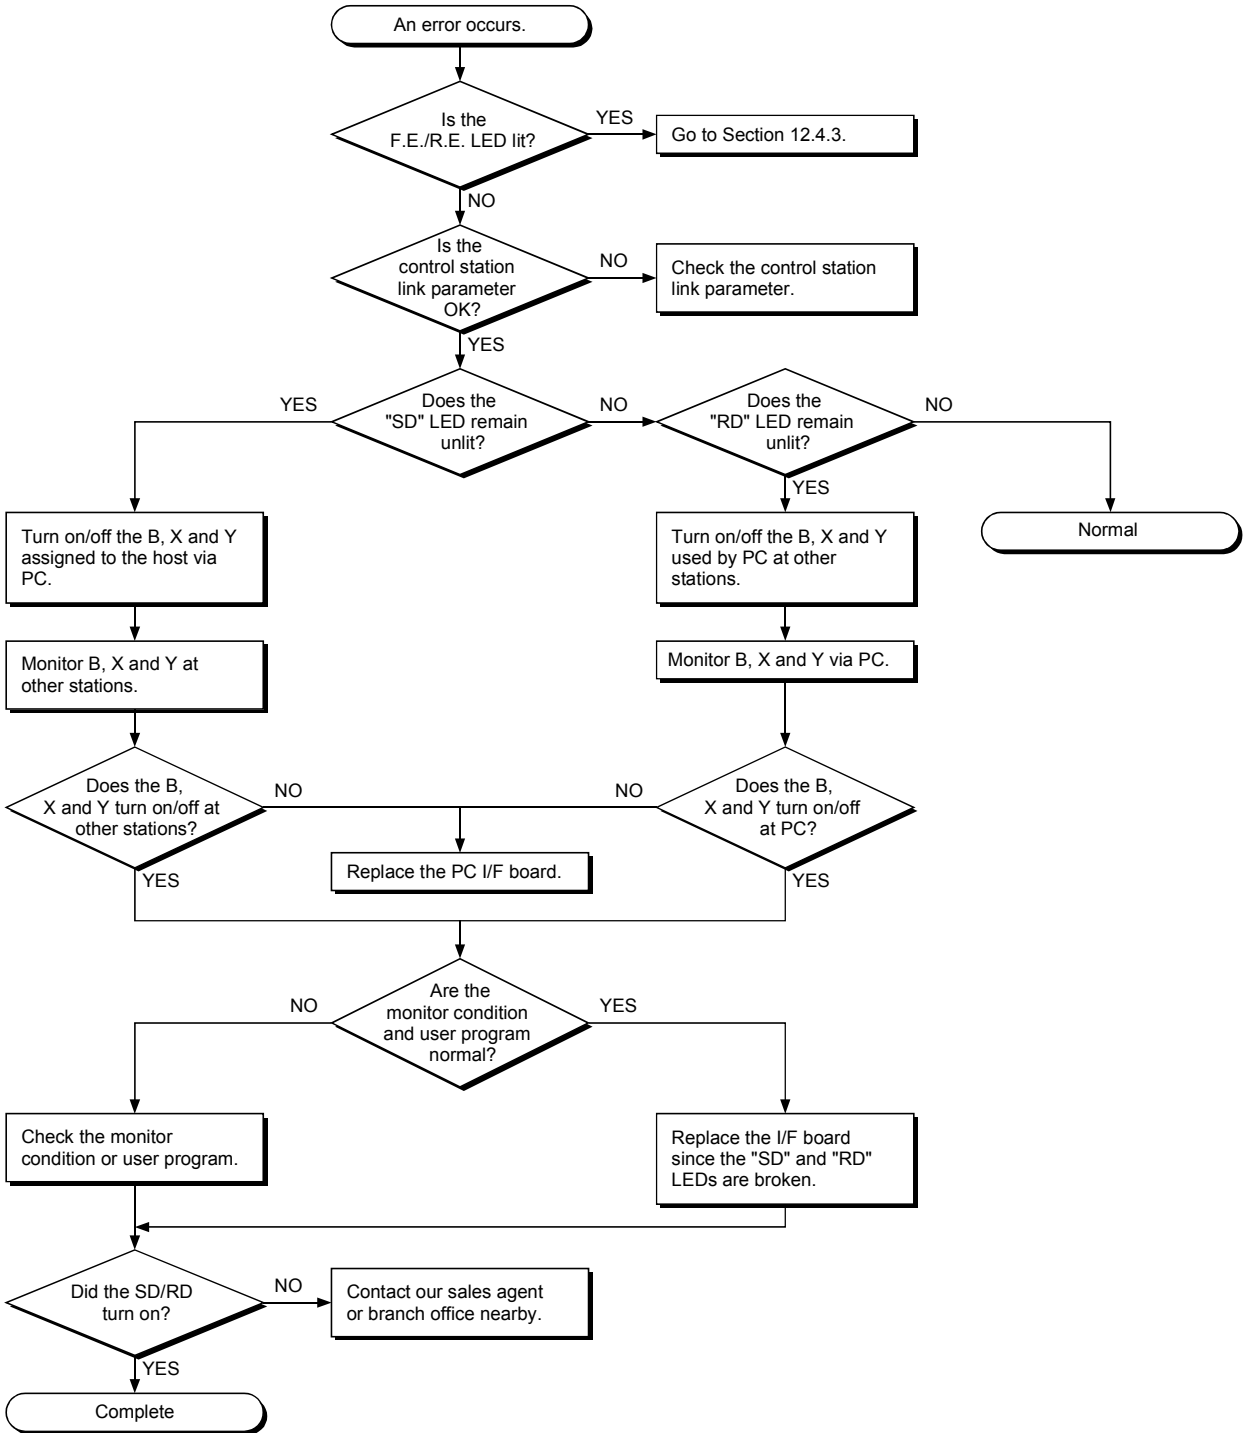 An error occurs.
Is the
F.E./R.E. LED lit?
YES
Go to Section 12.4.3.
NO
Is the
control station
link parameter
OK?
NO
Check the control station
link parameter.
YES
YES
Does the
"SD" LED remain
unlit?
NO
Does the
"RD" LED remain
unlit?
NO
YES
Turn on/off the B, X and Y
assigned to the host via
PC.
Turn on/off the B, X and Y
used by PC at other
stations.
Normal
Monitor B, X and Y at
other stations.
Monitor B, X and Y via PC.
Does the B,
X and Y turn on/off at
other stations?
NO
NO
Does the B,
X and Y turn on/off
at PC?
YES
Replace the PC I/F board.
YES
NO
Are the
monitor condition
and user program
normal?
YES
Check the monitor
condition or user program.
Replace the I/F board
since the "SD" and "RD"
LEDs are broken.
Did the SD/RD
turn on?
NO
Contact our sales agent
or branch office nearby.
YES
Complete